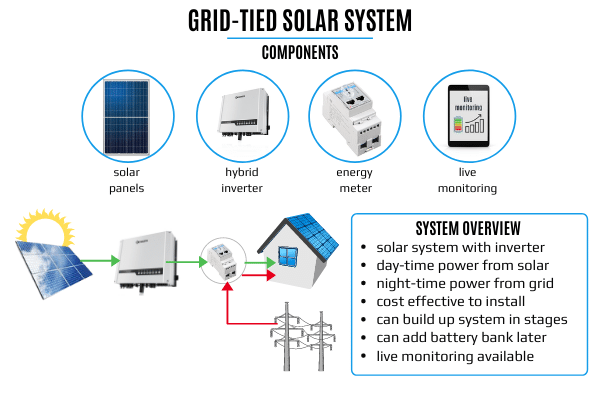 GRID-TIED SOLAR SYSTEM
COMPONENTS
live
monitoring
solar
panels
hybrid
inverter
energy
meter
live
monitoring
SYSTEM OVERVIEW
• solar system with inverter
• day-time power from solar
• night-time power from grid
• cost effective to install
• can build up system in stages
• can add battery bank later
• live monitoring available